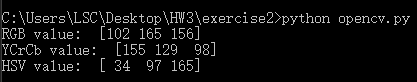 C:\Users\LSC\Desktop\HW3\exercise2>python opencv.py
RGB value:  [102 165 156]
YCrCb value:  [155 129  98]
HSV value:  [ 34  97 165]